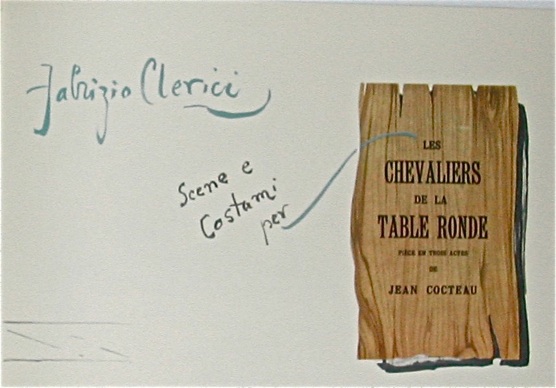 Fabrizio Clerici
Scene e
Costumi
per
LES
CHEVALIERS
DE LA
TABLE RONDE
PIÈCE EN TROIS ACTES
DE
JEAN COCTEAU